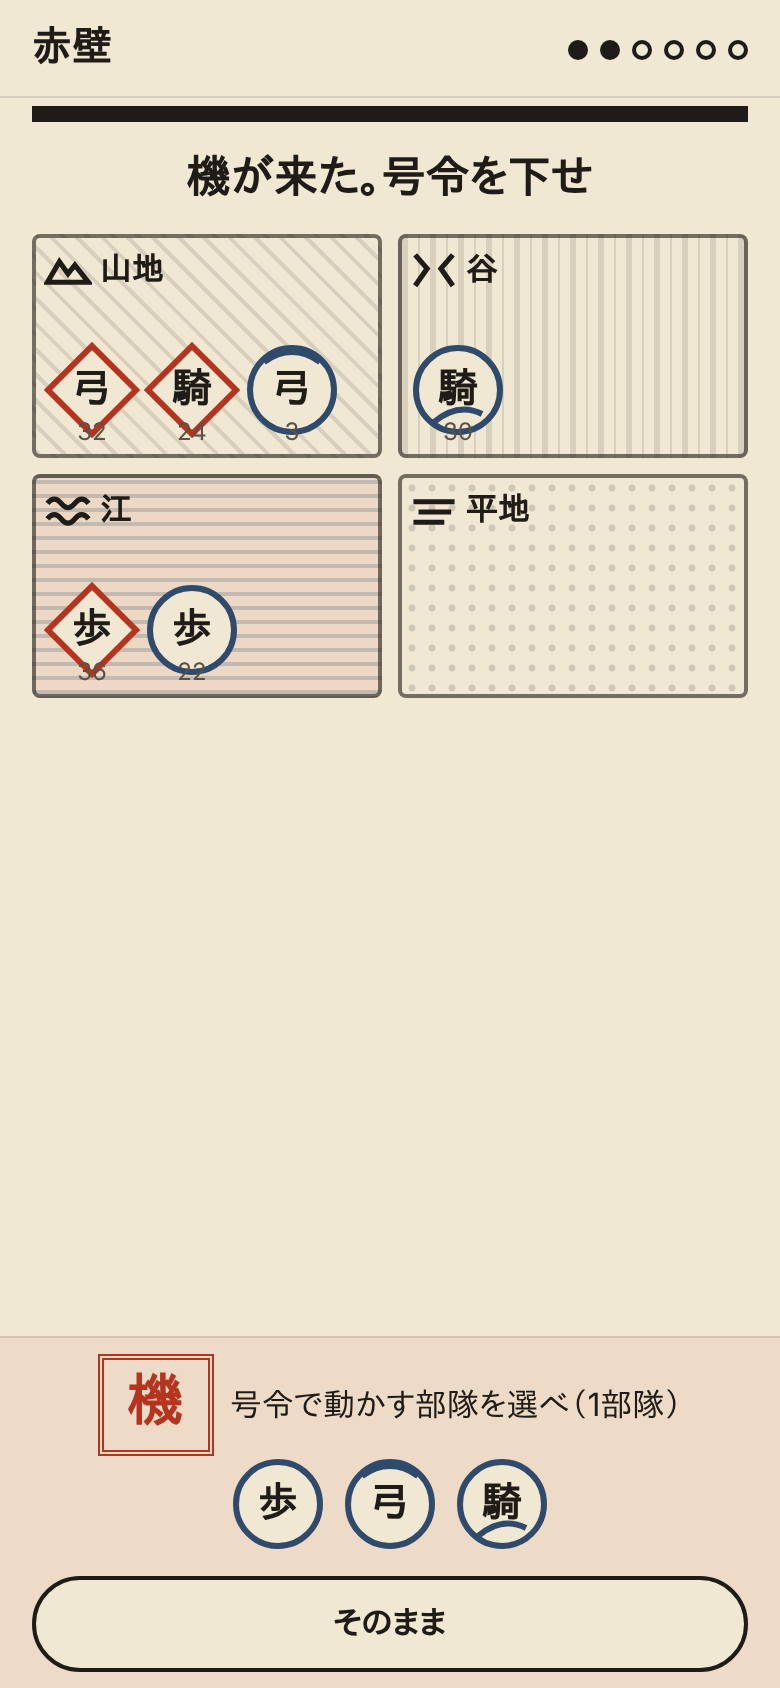 赤壁
機が来た。号令を下せ
山地
弓 騎 弓
32 24 3
谷
騎
30
江
歩 歩
36 22
平地
機 号令で動かす部隊を選べ(1部隊)
歩 弓 騎
そのまま